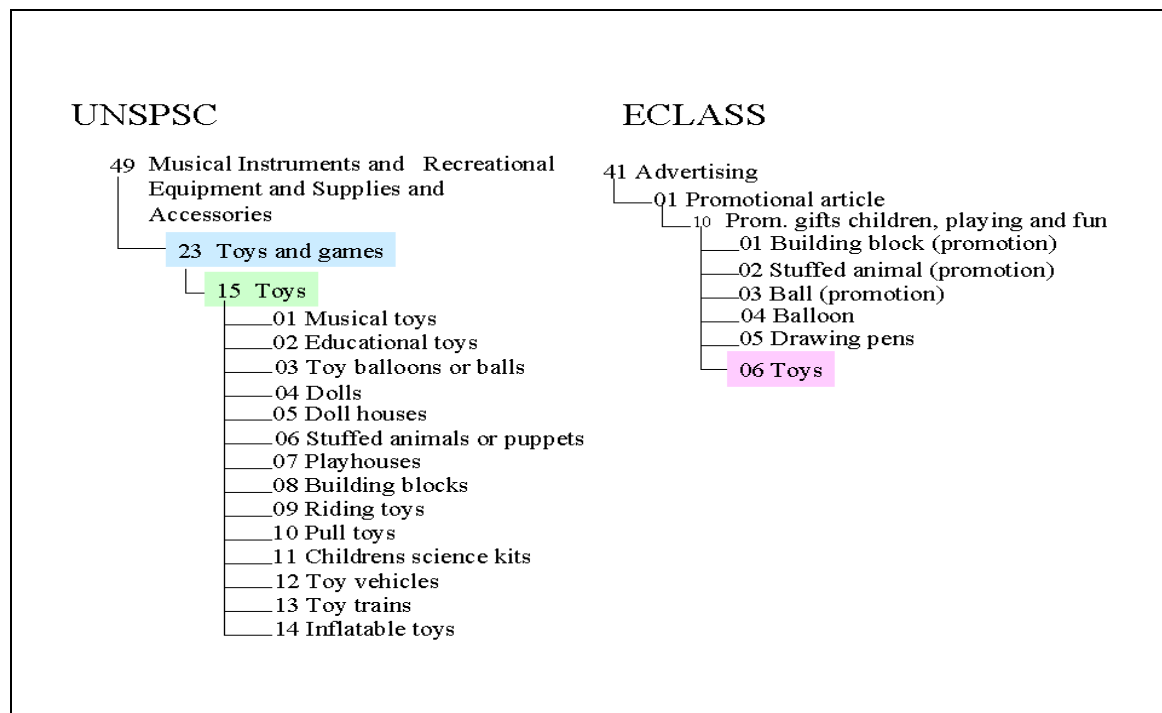 UNSPSC
49 Musical Instruments and Recreational
Equipment and Supplies and
Accessories
23 Toys and games
15 Toys
01 Musical toys
02 Educational toys
03 Toy balloons or balls
04 Dolls
05 Doll houses
06 Stuffed animals or puppets
07 Playhouses
08 Building blocks
09 Riding toys
10 Pull toys
11 Childrens science kits
12 Toy vehicles
13 Toy trains
14 Inflatable toys
ECLASS
41 Advertising
01 Promotional article
10 Prom. gifts children, playing and fun
01 Building block (promotion)
02 Stuffed animal (promotion)
03 Ball (promotion)
04 Balloon
05 Drawing pens
06 Toys